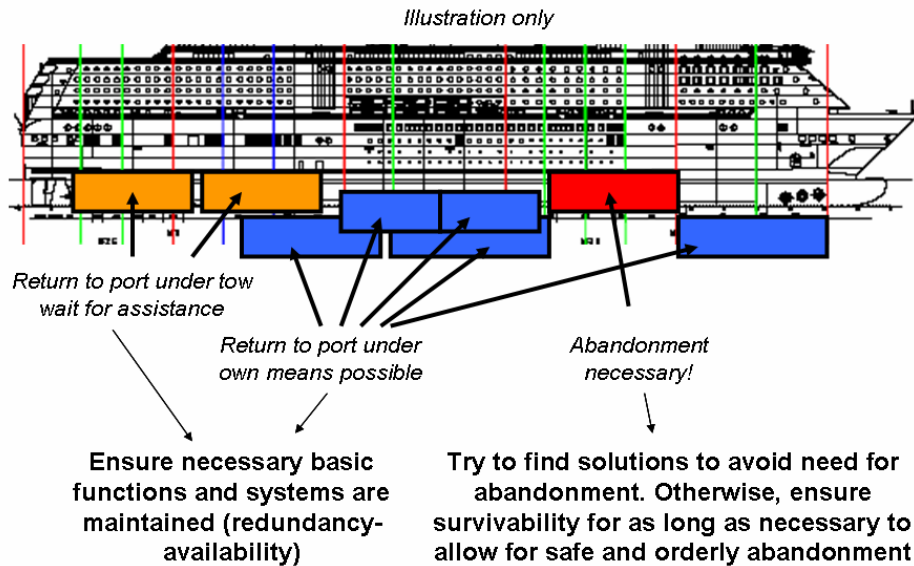 Illustration only
Return to port under tow
wait for assistance
Return to port under
own means possible
Abandonment
necessary!
Ensure necessary basic
functions and systems are
maintained (redundancy-
availability)
Try to find solutions to avoid need for
abandonment. Otherwise, ensure
survivability for as long as necessary to
allow for safe and orderly abandonment